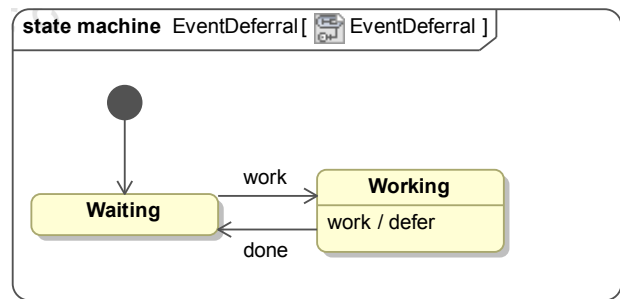 state machine EventDeferral [ EventDeferral ]
work
Waiting
Working
work / defer
done